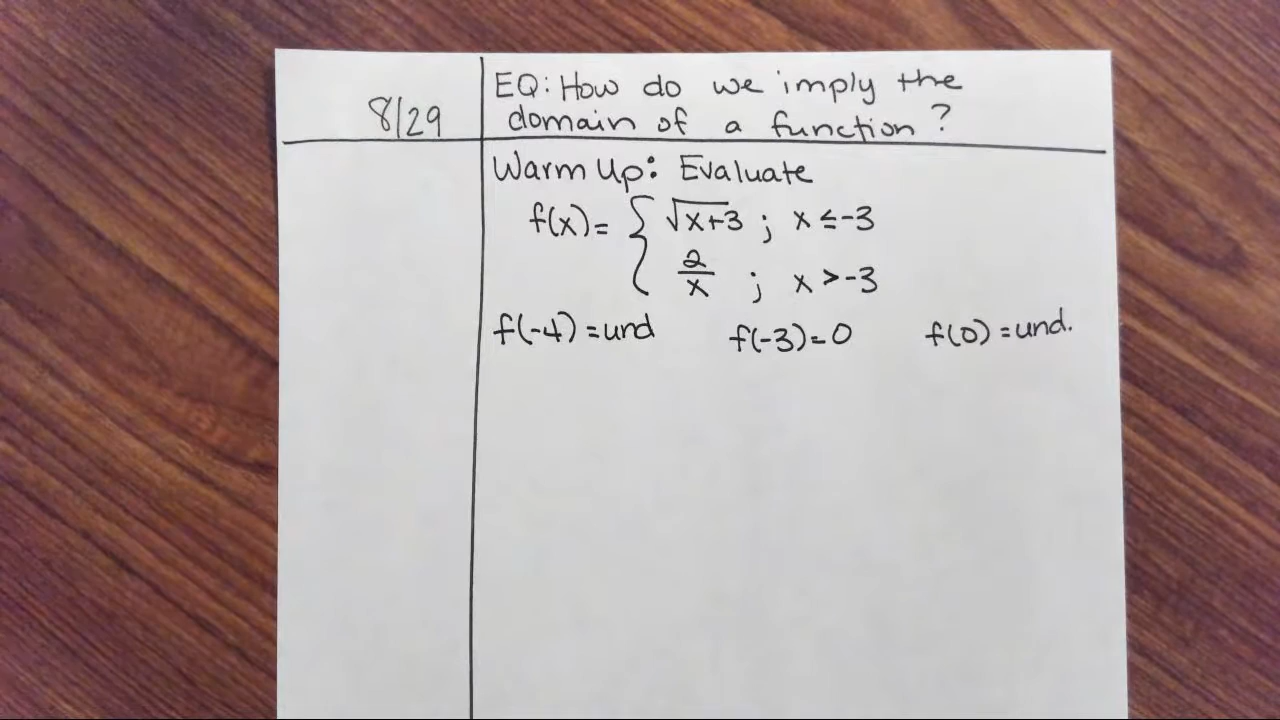 EQ: How do we imply the
8/29
domain of a function?
Warm Up: Evaluate
f(x)= { √x+3 ; x ≤ -3
2/x ; x > -3
f(-4) = und f(-3) = 0 f(0) = und.